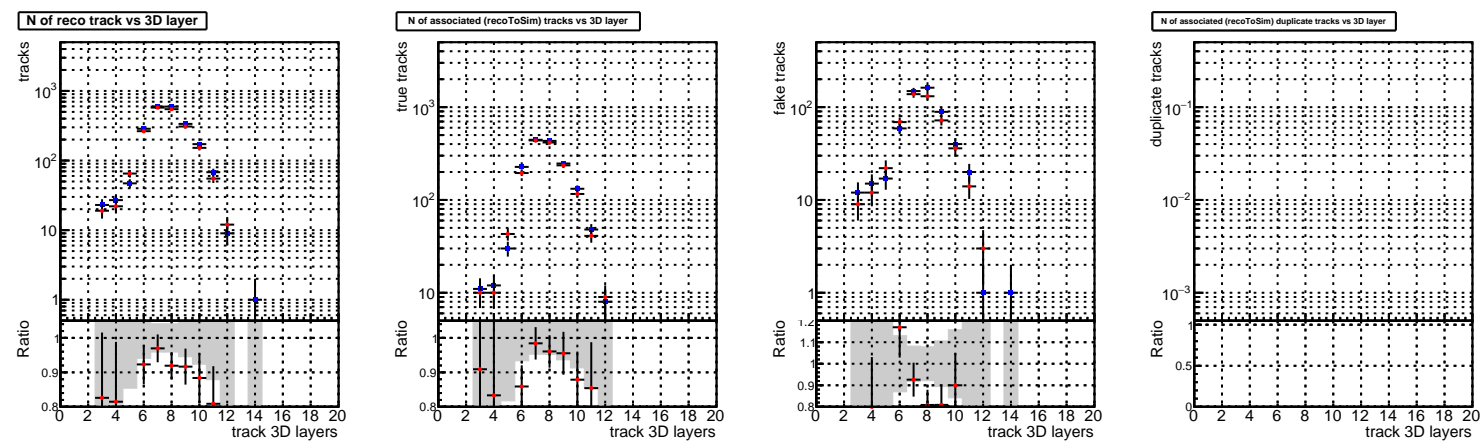 N of reco track vs 3D layer
tracks
10³
10²
10
1
Ratio
1
0.9
0.8
0 2 4 6 8 10 12 14 16 18 20
track 3D layers
N of associated (recoToSim) tracks vs 3D layer
true tracks
10³
10²
10
Ratio
1
0.9
0.8
0 2 4 6 8 10 12 14 16 18 20
track 3D layers
fake tracks
10²
10
1
Ratio
1.2
1.1
1
0.9
0.8
0 2 4 6 8 10 12 14 16 18 20
track 3D layers
N of associated (recoToSim) duplicate tracks vs 3D layer
duplicate tracks
10⁻¹
10⁻²
10⁻³
Ratio
1
0.5
0
0 2 4 6 8 10 12 14 16 18 20
track 3D layers